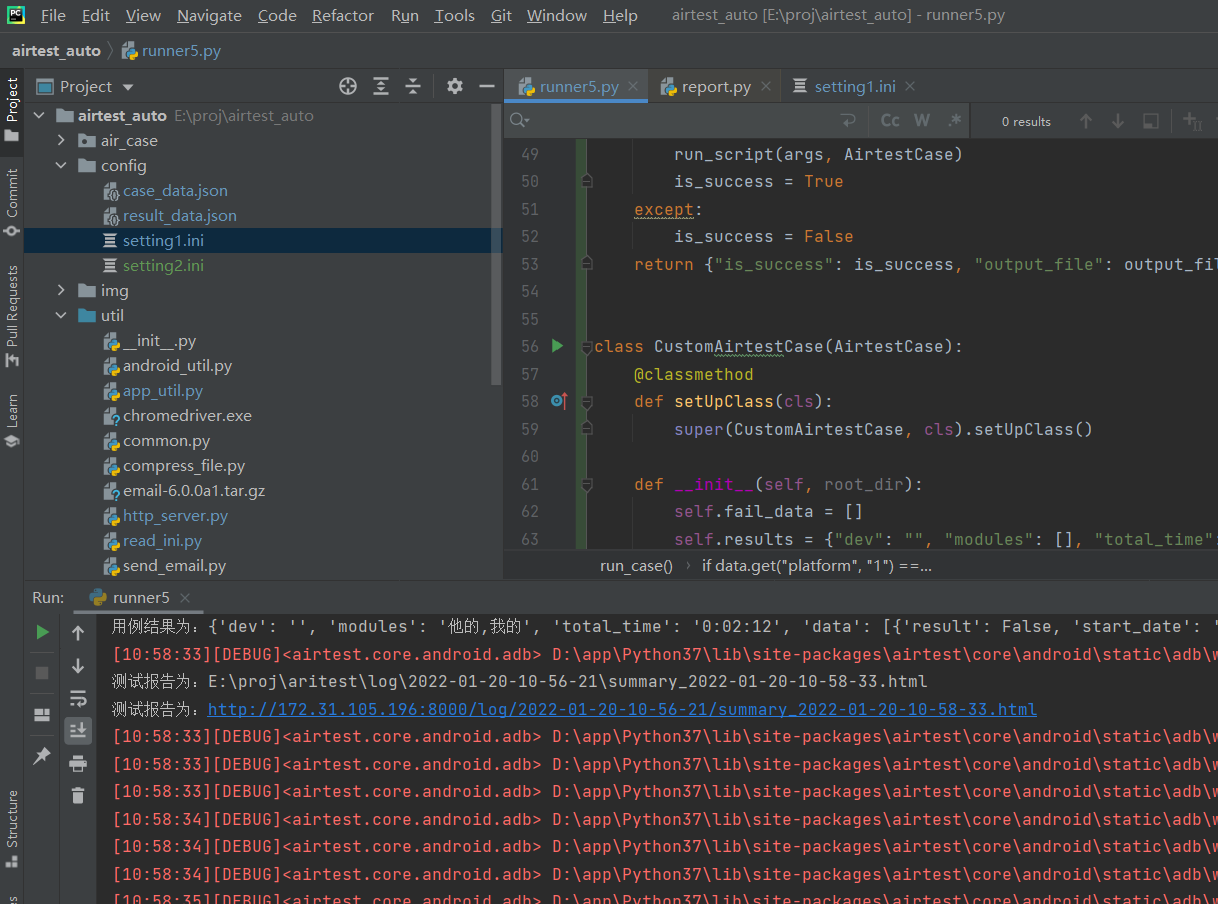 PC File Edit View Navigate Code Refactor Run Tools Git Window Help airtest_auto [E:\proj\airtest_auto] - runner5.py
airtest_auto runner5.py
Project
Commit
Pull Requests
Learn
Structure
Project
airtest_auto E:\proj\airtest_auto
air_case
config
case_data.json
result_data.json
setting1.ini
setting2.ini
img
util
__init__.py
android_util.py
app_util.py
chromedriver.exe
common.py
compress_file.py
email-6.0.0a1.tar.gz
http_server.py
read_ini.py
send_email.py
runner5.py report.py setting1.ini
Cc W .* 0 results
49 run_script(args, AirtestCase)
50 is_success = True
51 except:
52 is_success = False
53 return {"is_success": is_success, "output_file": output_fil
54
55
56 class CustomAirtestCase(AirtestCase):
57 @classmethod
58 def setUpClass(cls):
59 super(CustomAirtestCase, cls).setUpClass()
60
61 def __init__(self, root_dir):
62 self.fail_data = []
63 self.results = {"dev": "", "modules": [], "total_time"
run_case() › if data.get("platform", "1") ==...
Run: runner5
用例结果为: {'dev': '', 'modules': '他的,我的', 'total_time': '0:02:12', 'data': [{'result': False, 'start_date': '
[10:58:33][DEBUG]<airtest.core.android.adb> D:\app\Python37\lib\site-packages\airtest\core\android\static\adb\w
测试报告为: E:\proj\aritest\log\2022-01-20-10-56-21\summary_2022-01-20-10-58-33.html
测试报告为: http://172.31.105.196:8000/log/2022-01-20-10-56-21/summary_2022-01-20-10-58-33.html
[10:58:33][DEBUG]<airtest.core.android.adb> D:\app\Python37\lib\site-packages\airtest\core\android\static\adb\w
[10:58:33][DEBUG]<airtest.core.android.adb> D:\app\Python37\lib\site-packages\airtest\core\android\static\adb\w
[10:58:33][DEBUG]<airtest.core.android.adb> D:\app\Python37\lib\site-packages\airtest\core\android\static\adb\w
[10:58:34][DEBUG]<airtest.core.android.adb> D:\app\Python37\lib\site-packages\airtest\core\android\static\adb\w
[10:58:34][DEBUG]<airtest.core.android.adb> D:\app\Python37\lib\site-packages\airtest\core\android\static\adb\w
[10:58:34][DEBUG]<airtest.core.android.adb> D:\app\Python37\lib\site-packages\airtest\core\android\static\adb\w
[10:58:35][DEBUG]<airtest.core.android.adb> D:\app\Python37\lib\site-packages\airtest\core\android\static\adb\w